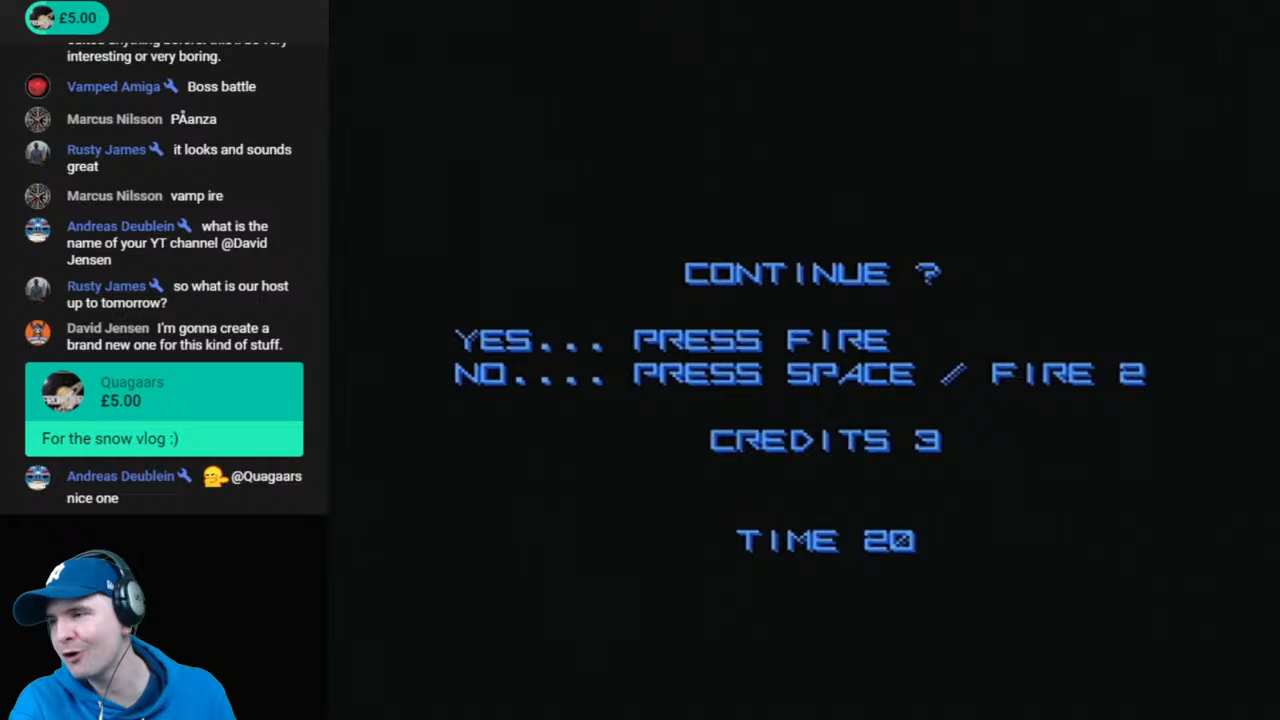 £5.00
interesting or very boring.
Vamped Amiga Boss battle
Marcus Nilsson PÅanza
Rusty James it looks and sounds
great
Marcus Nilsson vamp ire
Andreas Deublein what is the
name of your YT channel @David
Jensen
Rusty James so what is our host
up to tomorrow?
David Jensen I'm gonna create a
brand new one for this kind of stuff.
Quagaars
£5.00
For the snow vlog :)
Andreas Deublein @Quagaars
nice one
CONTINUE ?
YES... PRESS FIRE
NO.... PRESS SPACE / FIRE 2
CREDITS 3
TIME 20